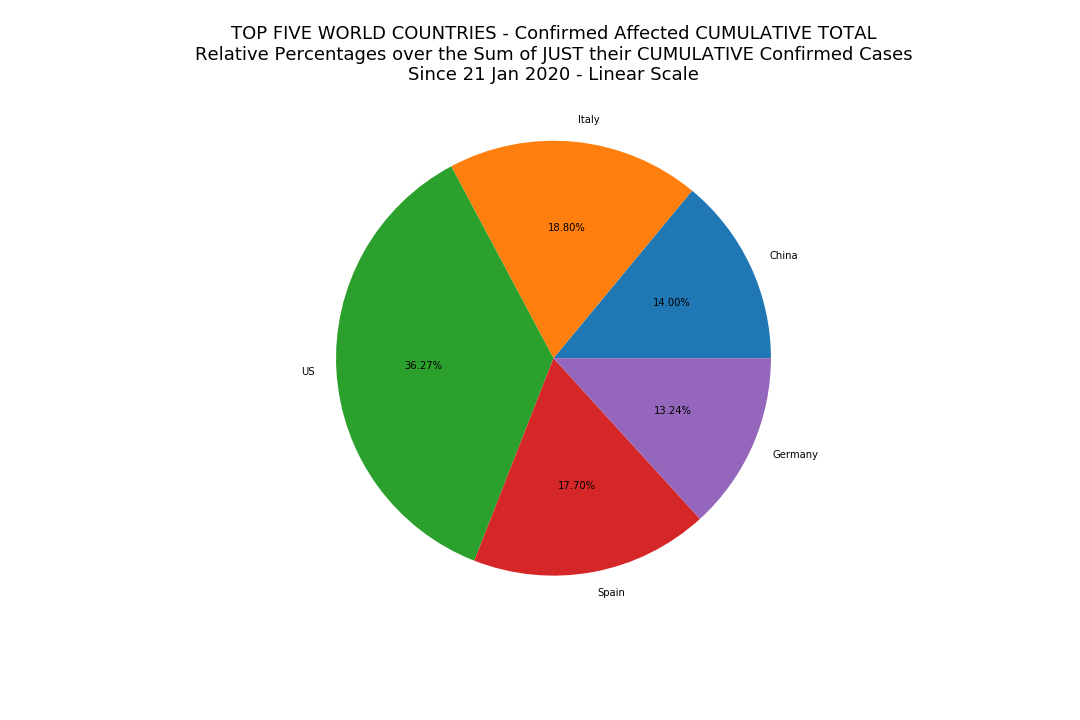 TOP FIVE WORLD COUNTRIES - Confirmed Affected CUMULATIVE TOTAL
Relative Percentages over the Sum of JUST their CUMULATIVE Confirmed Cases
Since 21 Jan 2020 - Linear Scale
Italy
18.80%
China
14.00%
US
36.27%
13.24%
Germany
17.70%
Spain